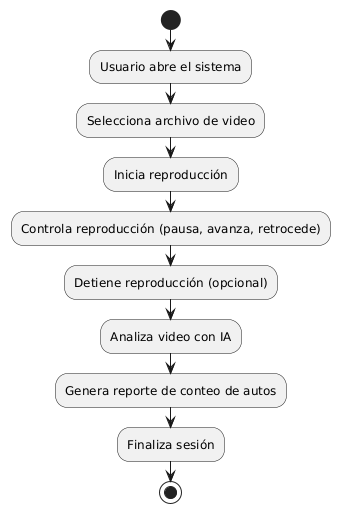 Usuario abre el sistema
Selecciona archivo de video
Inicia reproducción
Controla reproducción (pausa, avanza, retrocede)
Detiene reproducción (opcional)
Analiza video con IA
Genera reporte de conteo de autos
Finaliza sesión